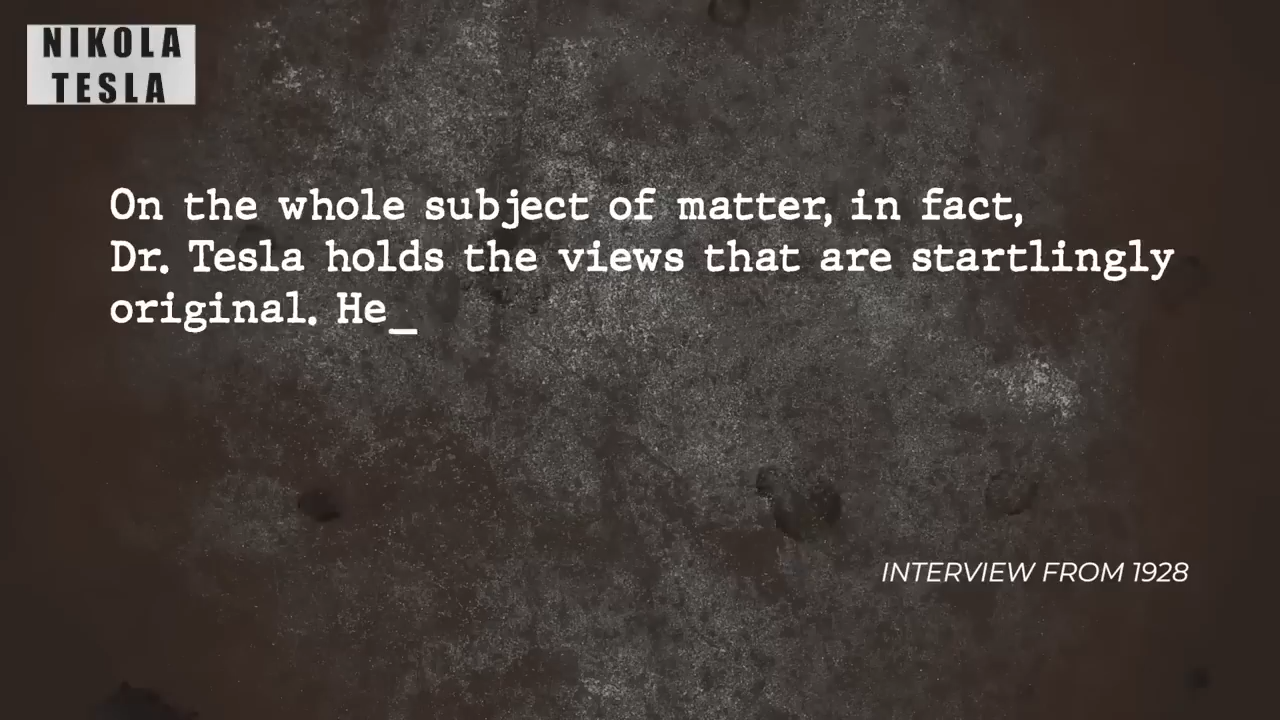 NIKOLA
TESLA
On the whole subject of matter, in fact,
Dr. Tesla holds the views that are startlingly
original. He_
INTERVIEW FROM 1928